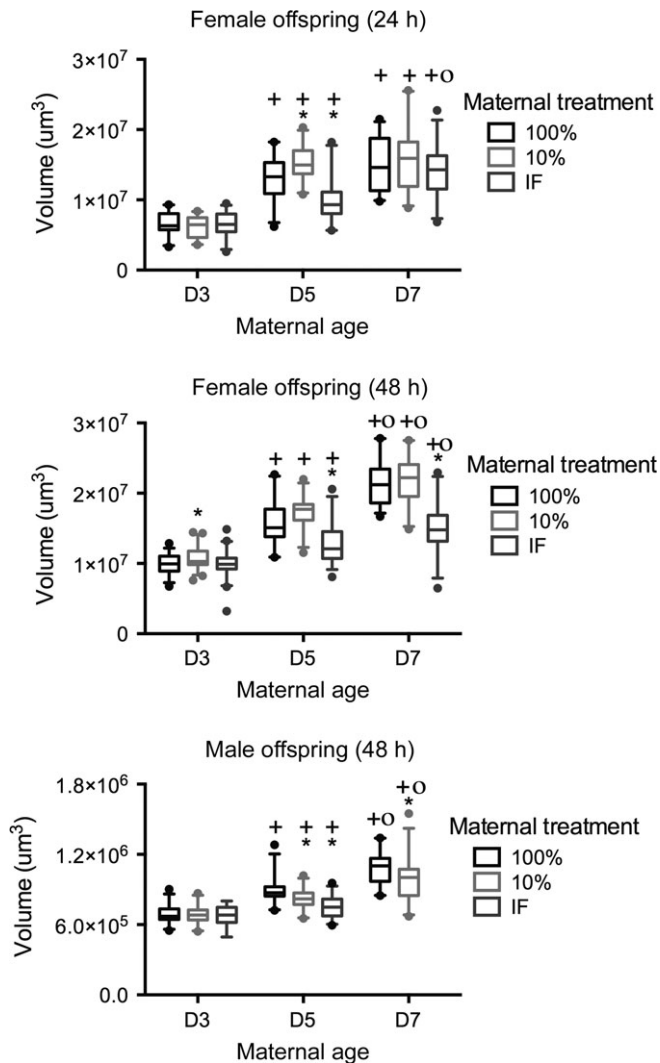 Female offspring (24 h)
Volume (um³)
3×10⁷
2×10⁷
1×10⁷
0
+ + +
* *
+ + +o
D3 D5 D7
Maternal age
Maternal treatment
100%
10%
IF
Female offspring (48 h)
Volume (um³)
3×10⁷
2×10⁷
1×10⁷
0
*
+ + +
*
+o +o +o
*
D3 D5 D7
Maternal age
Maternal treatment
100%
10%
IF
Male offspring (48 h)
Volume (um³)
1.8×10⁶
1.2×10⁶
6.0×10⁵
0.0
+ + +
* *
+o +o
*
D3 D5 D7
Maternal age
Maternal treatment
100%
10%
IF